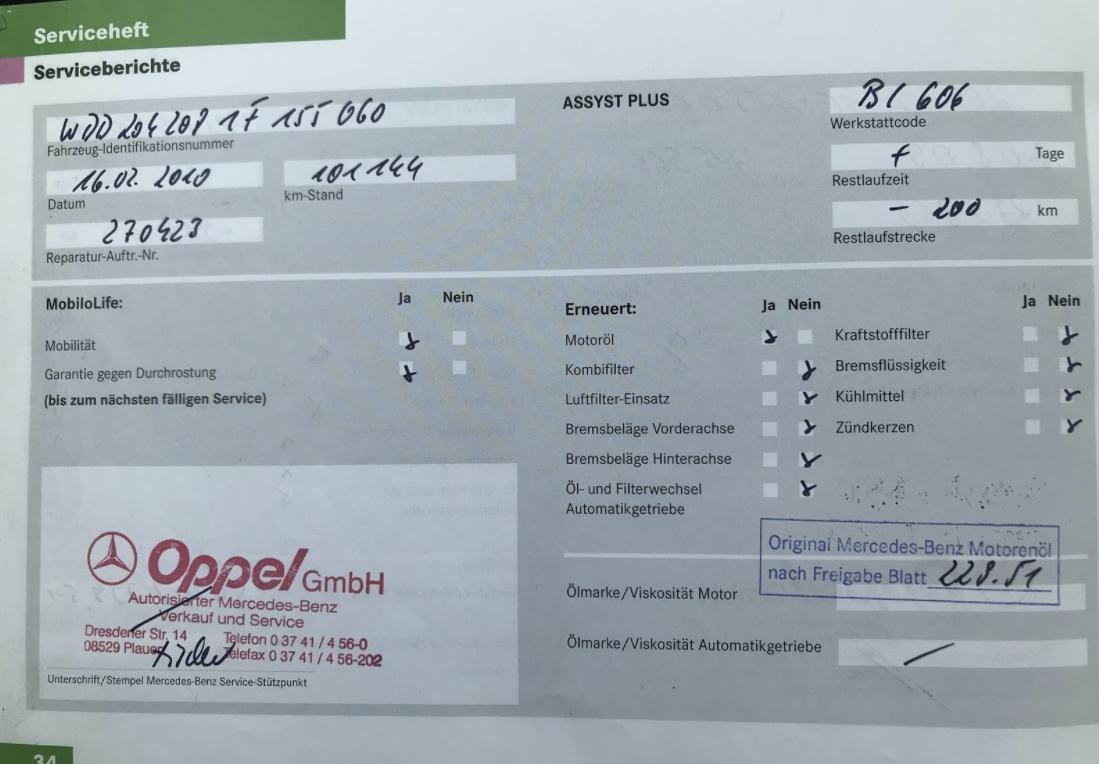 Serviceheft
Serviceberichte
WDD 204 208 1F 155 060
Fahrzeug-Identifikationsnummer
16.02. 2010
Datum
101144
km-Stand
270423
Reparatur-Auftr.-Nr.
ASSYST PLUS
Werkstattcode
Tage
Restlaufzeit
- 200 km
Restlaufstrecke
MobiloLife: Ja Nein
Mobilität
Garantie gegen Durchrostung
(bis zum nächsten fälligen Service)
Erneuert: Ja Nein Ja Nein
Motoröl Kraftstofffilter
Kombifilter Bremsflüssigkeit
Luftfilter-Einsatz Kühlmittel
Bremsbeläge Vorderachse Zündkerzen
Bremsbeläge Hinterachse
Öl- und Filterwechsel
Automatikgetriebe
Original Mercedes-Benz Motorenöl
nach Freigabe Blatt 229.51
Ölmarke/Viskosität Motor
Ölmarke/Viskosität Automatikgetriebe
Oppel GmbH
Autorisierter Mercedes-Benz
Verkauf und Service
Dresdener Str. 14 Telefon 0 37 41 / 4 56-0
08529 Plauen Telefax 0 37 41 / 4 56-202
Unterschrift/Stempel Mercedes-Benz Service-Stützpunkt
34